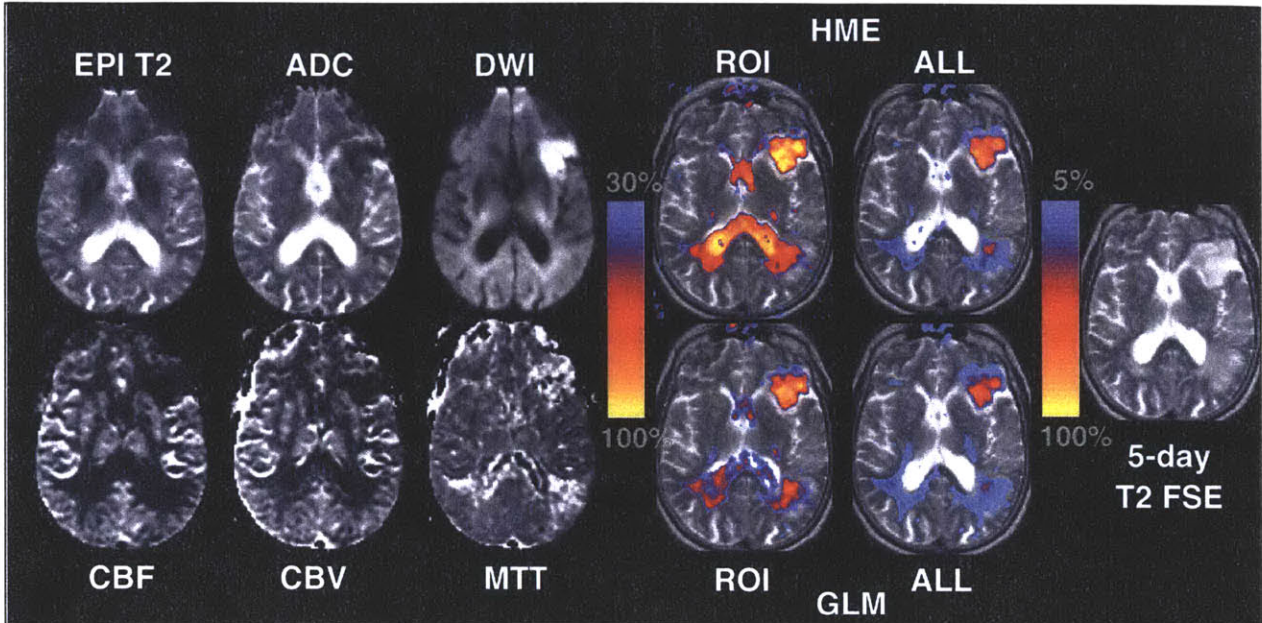 HME
EPI T2 ADC DWI ROI ALL
30% 5%
100% 100%
5-day
T2 FSE
CBF CBV MTT ROI ALL
GLM